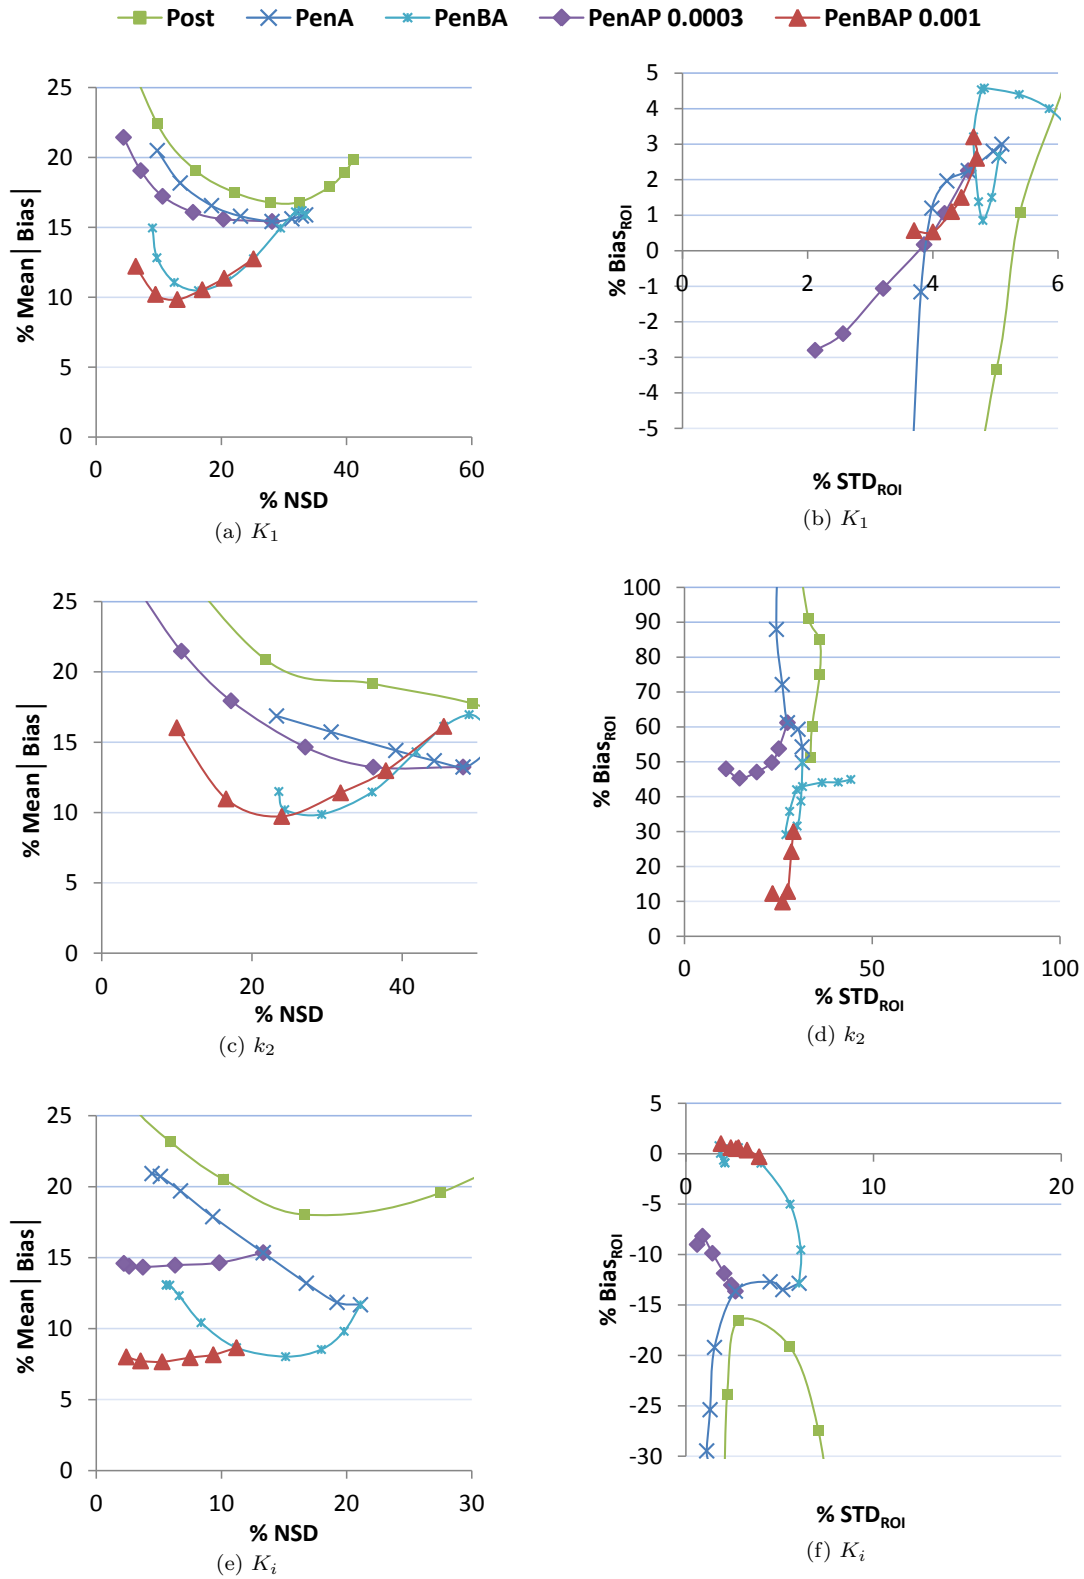 Post PenA PenBA PenAP 0.0003 PenBAP 0.001
25
20
15
10
5
0
0 20 40 60
% Mean|Bias|
% NSD
(a) K1
5
4
3
2
1
0
-1
-2
-3
-4
-5
0 2 4 6
% BiasROI
% STDROI
(b) K1
25
20
15
10
5
0
0 20 40
% Mean|Bias|
% NSD
(c) k2
100
90
80
70
60
50
40
30
20
10
0
0 50 100
% BiasROI
% STDROI
(d) k2
25
20
15
10
5
0
0 10 20 30
% Mean|Bias|
% NSD
(e) Ki
5
0
-5
-10
-15
-20
-25
-30
0 10 20
% BiasROI
% STDROI
(f) Ki